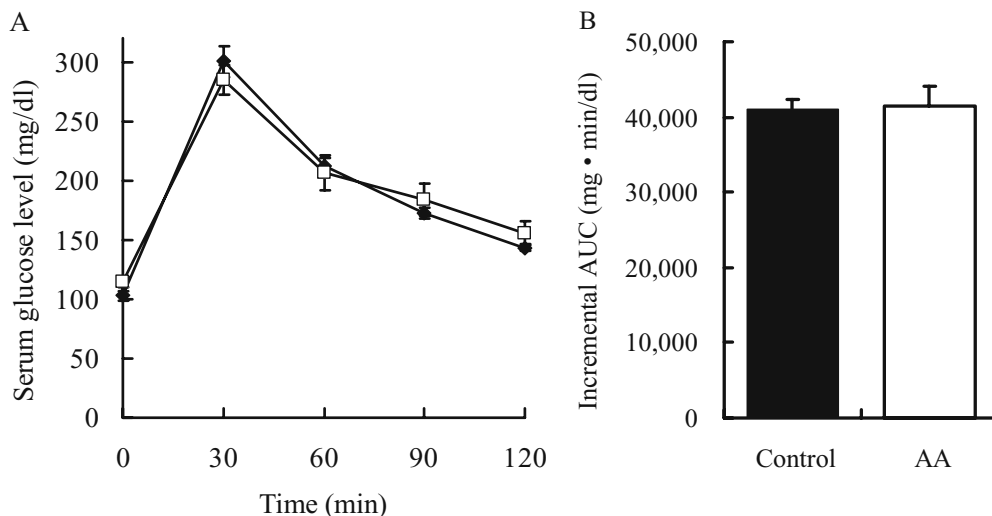 A
Serum glucose level (mg/dl)
300
250
200
150
100
50
0
0 30 60 90 120
Time (min)
B
Incremental AUC (mg • min/dl)
50,000
40,000
30,000
20,000
10,000
0
Control AA